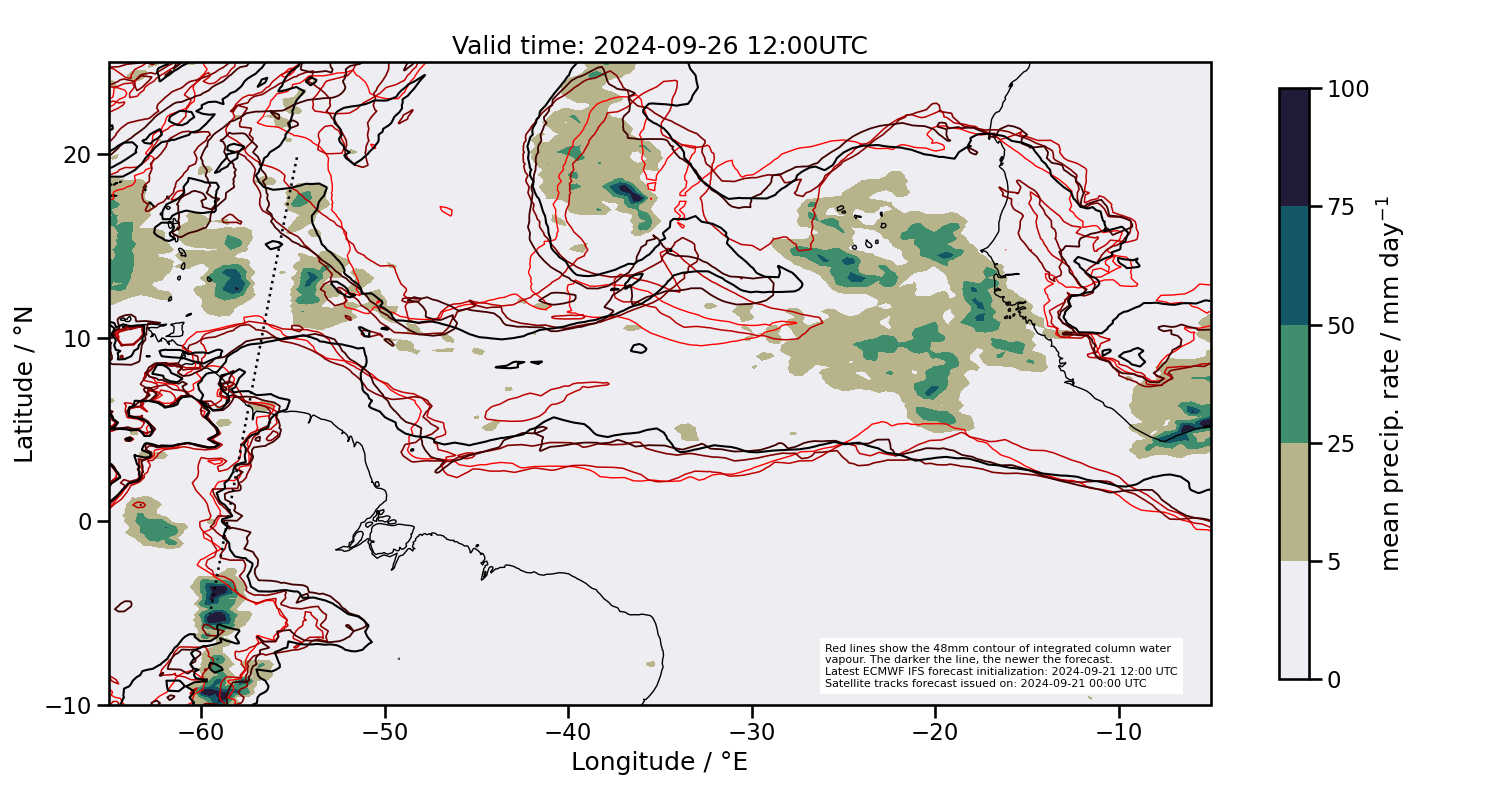 Valid time: 2024-09-26 12:00UTC
Latitude / °N
20
10
0
−10
−60
−50
−40
−30
−20
−10
Longitude / °E
Red lines show the 48mm contour of integrated column water
vapour. The darker the line, the newer the forecast.
Latest ECMWF IFS forecast initialization: 2024-09-21 12:00 UTC
Satellite tracks forecast issued on: 2024-09-21 00:00 UTC
100
75
50
25
5
0
mean precip. rate / mm day⁻¹